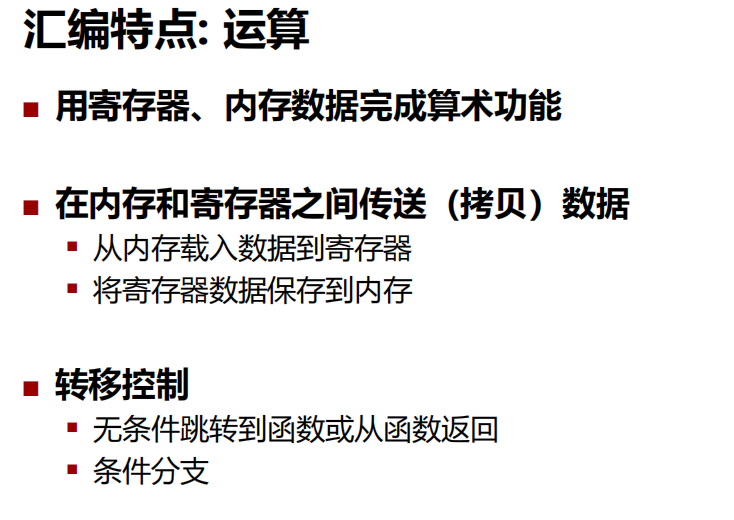 汇编特点: 运算
用寄存器、内存数据完成算术功能
在内存和寄存器之间传送（拷贝）数据
从内存载入数据到寄存器
将寄存器数据保存到内存
转移控制
无条件跳转到函数或从函数返回
条件分支